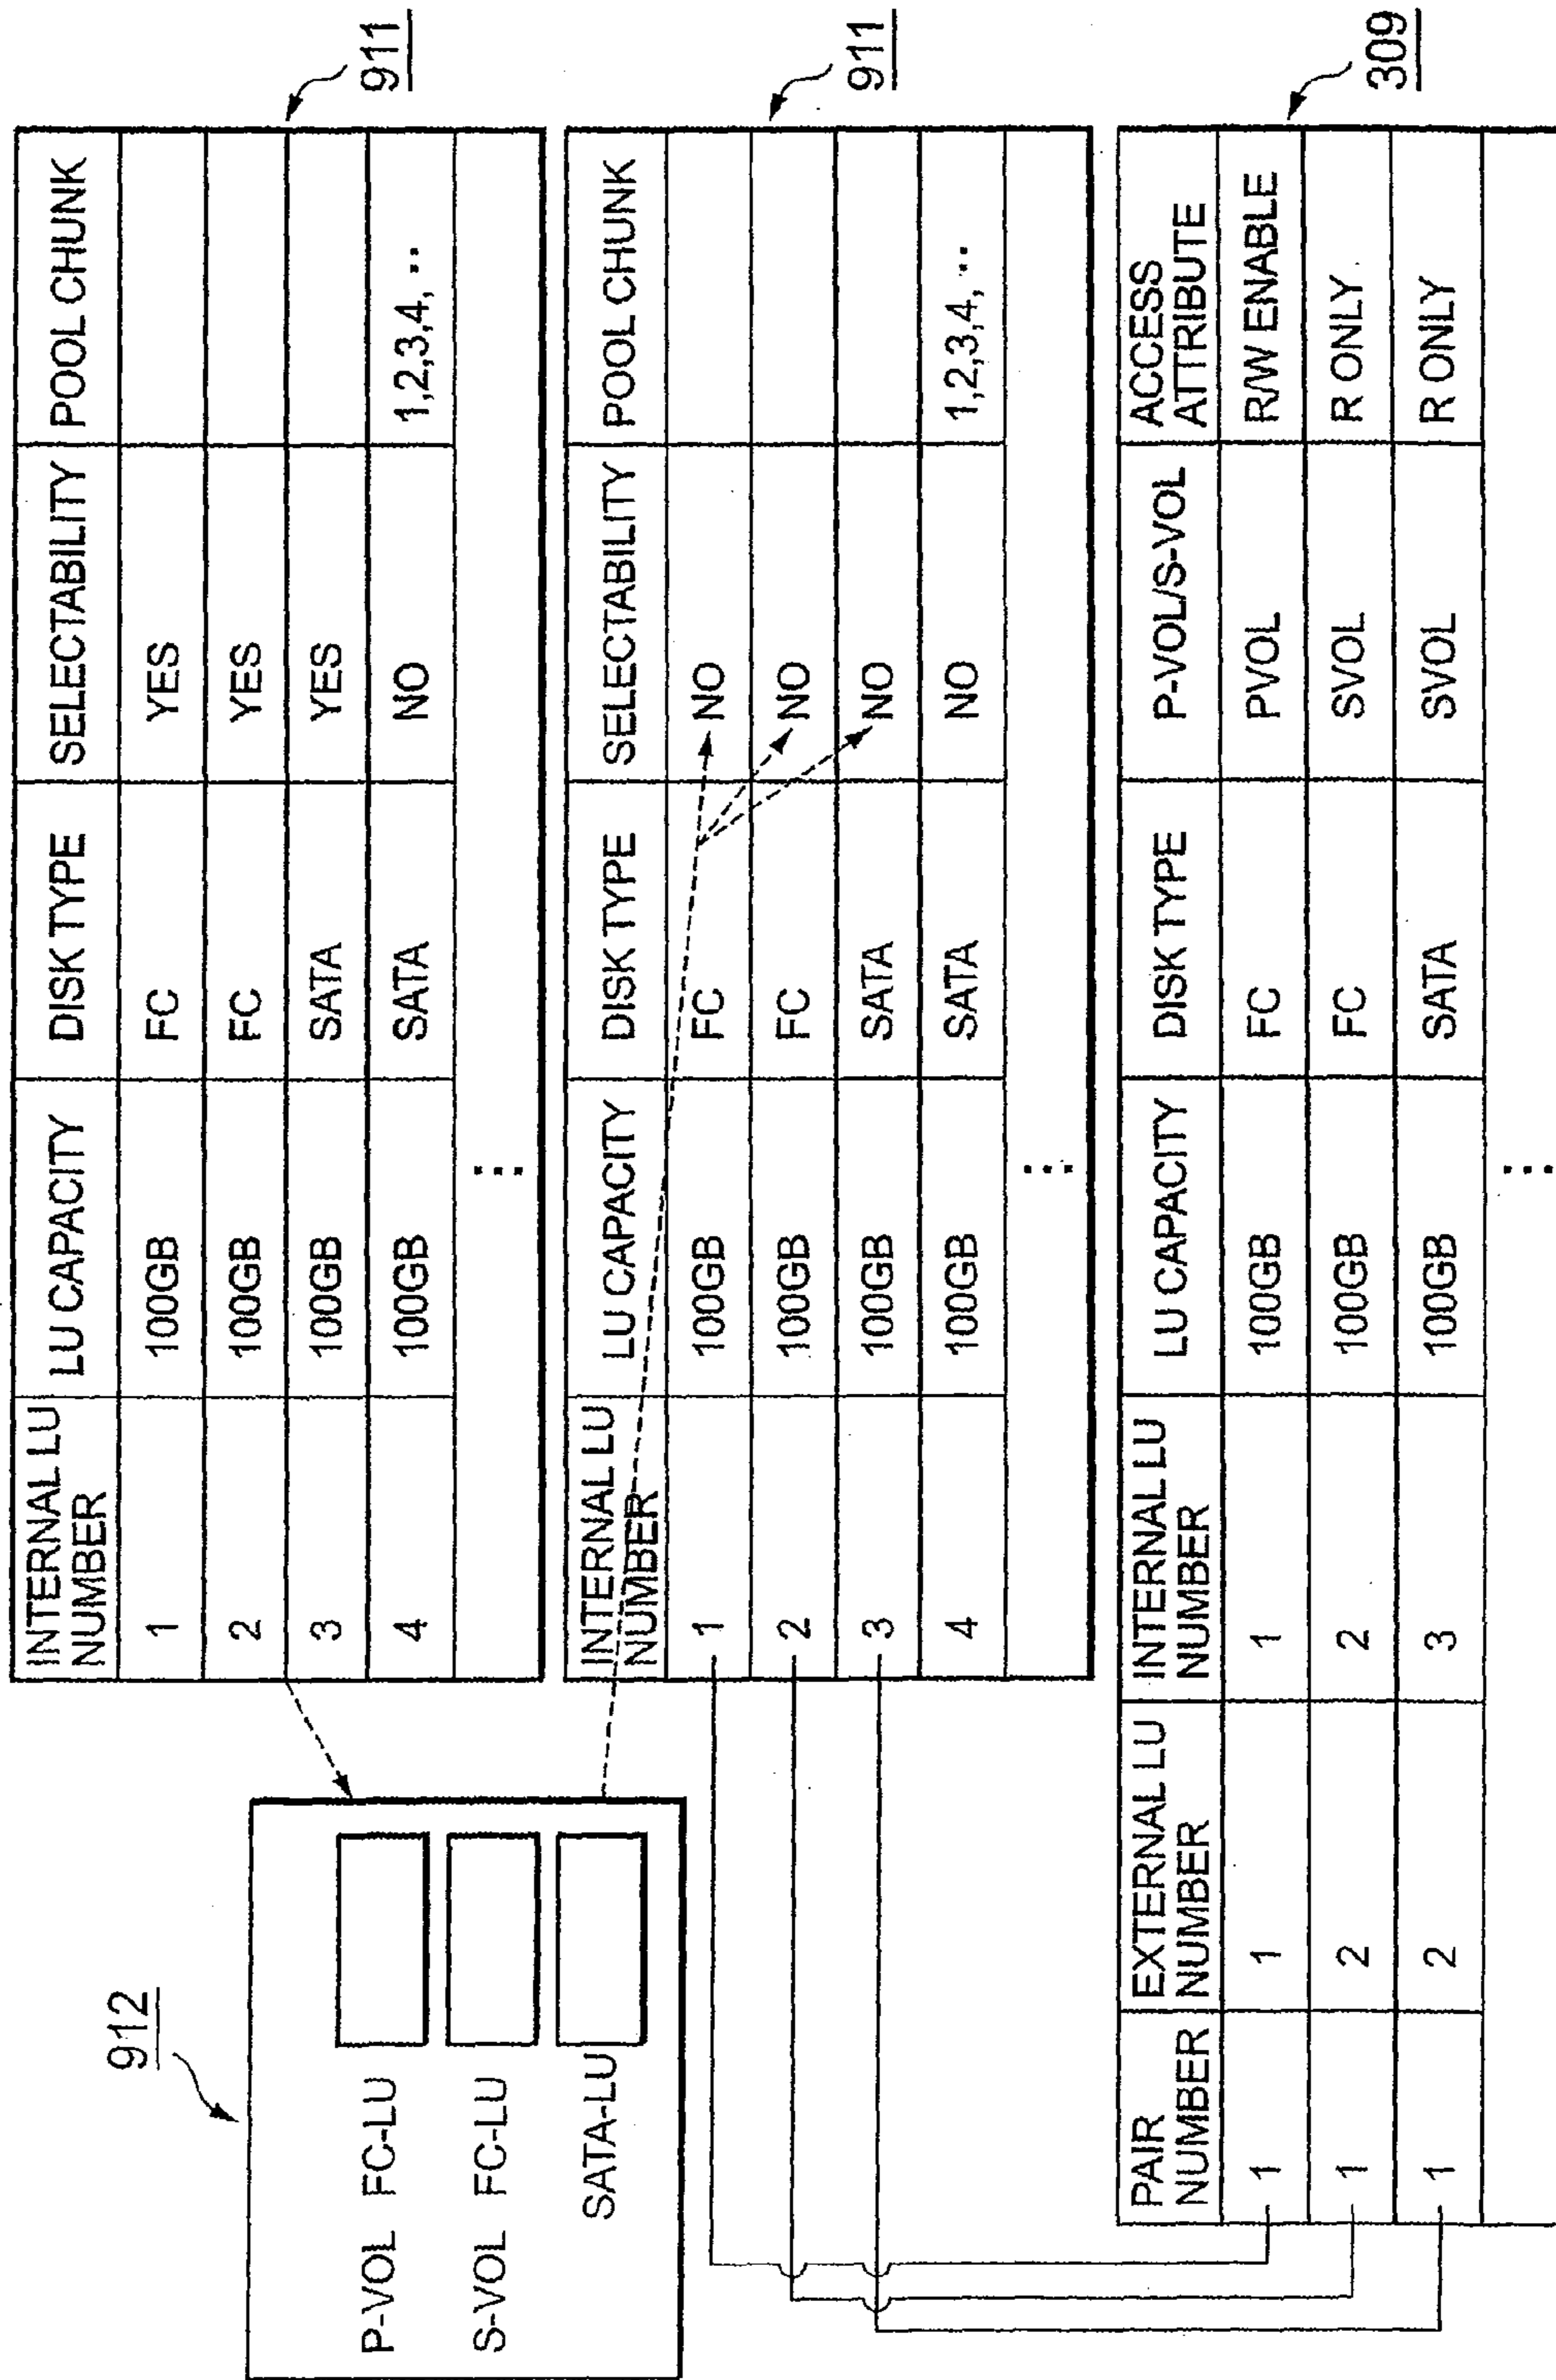 912
P-VOL FC-LU
S-VOL FC-LU
SATA-LU
911
INTERNAL LU NUMBER LU CAPACITY DISK TYPE SELECTABILITY POOL CHUNK
1 100GB FC YES
2 100GB FC YES
3 100GB SATA YES
4 100GB SATA NO 1,2,3,4, ··
⋮
911
INTERNAL LU NUMBER LU CAPACITY DISK TYPE SELECTABILITY POOL CHUNK
1 100GB FC NO
2 100GB FC NO
3 100GB SATA NO
4 100GB SATA NO 1,2,3,4, ··
⋮
309
PAIR NUMBER EXTERNAL LU NUMBER INTERNAL LU NUMBER LU CAPACITY DISK TYPE P-VOL/S-VOL ACCESS ATTRIBUTE
1 1 1 100GB FC PVOL R/W ENABLE
1 2 2 100GB FC SVOL R ONLY
1 2 3 100GB SATA SVOL R ONLY
⋮